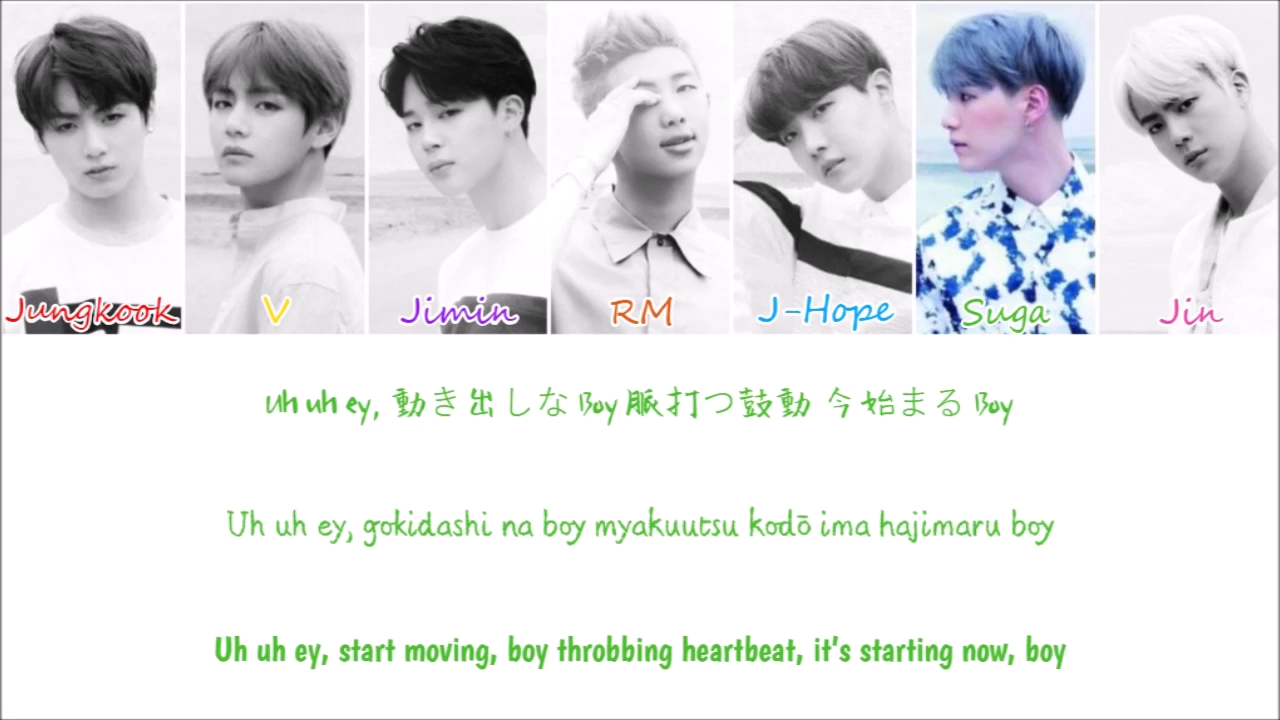 Jungkook V Jimin RM J-Hope Suga Jin
Uh uh ey, 動き出しな Boy 脈打つ鼓動 今始まる Boy
Uh uh ey, gokidashi na boy myakuutsu kodō ima hajimaru boy
Uh uh ey, start moving, boy throbbing heartbeat, it's starting now, boy